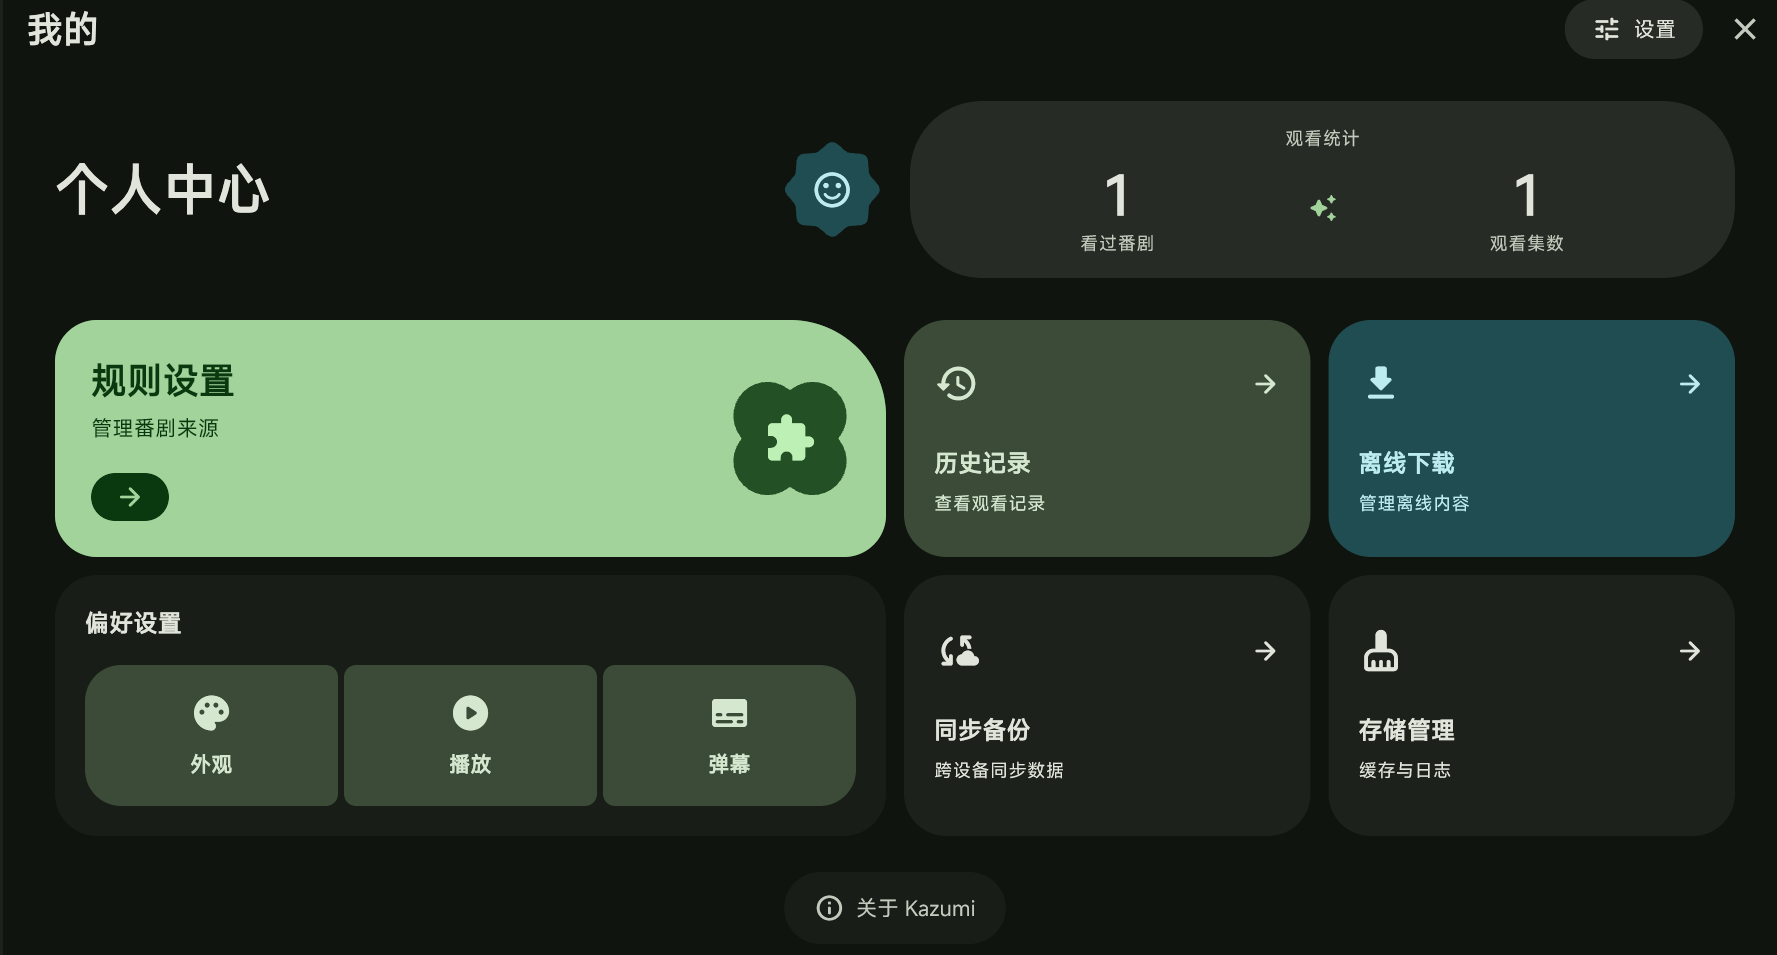 我的
设置
个人中心
观看统计
1
看过番剧
1
观看集数
规则设置
管理番剧来源
历史记录
查看观看记录
离线下载
管理离线内容
偏好设置
外观
播放
弹幕
同步备份
跨设备同步数据
存储管理
缓存与日志
关于 Kazumi